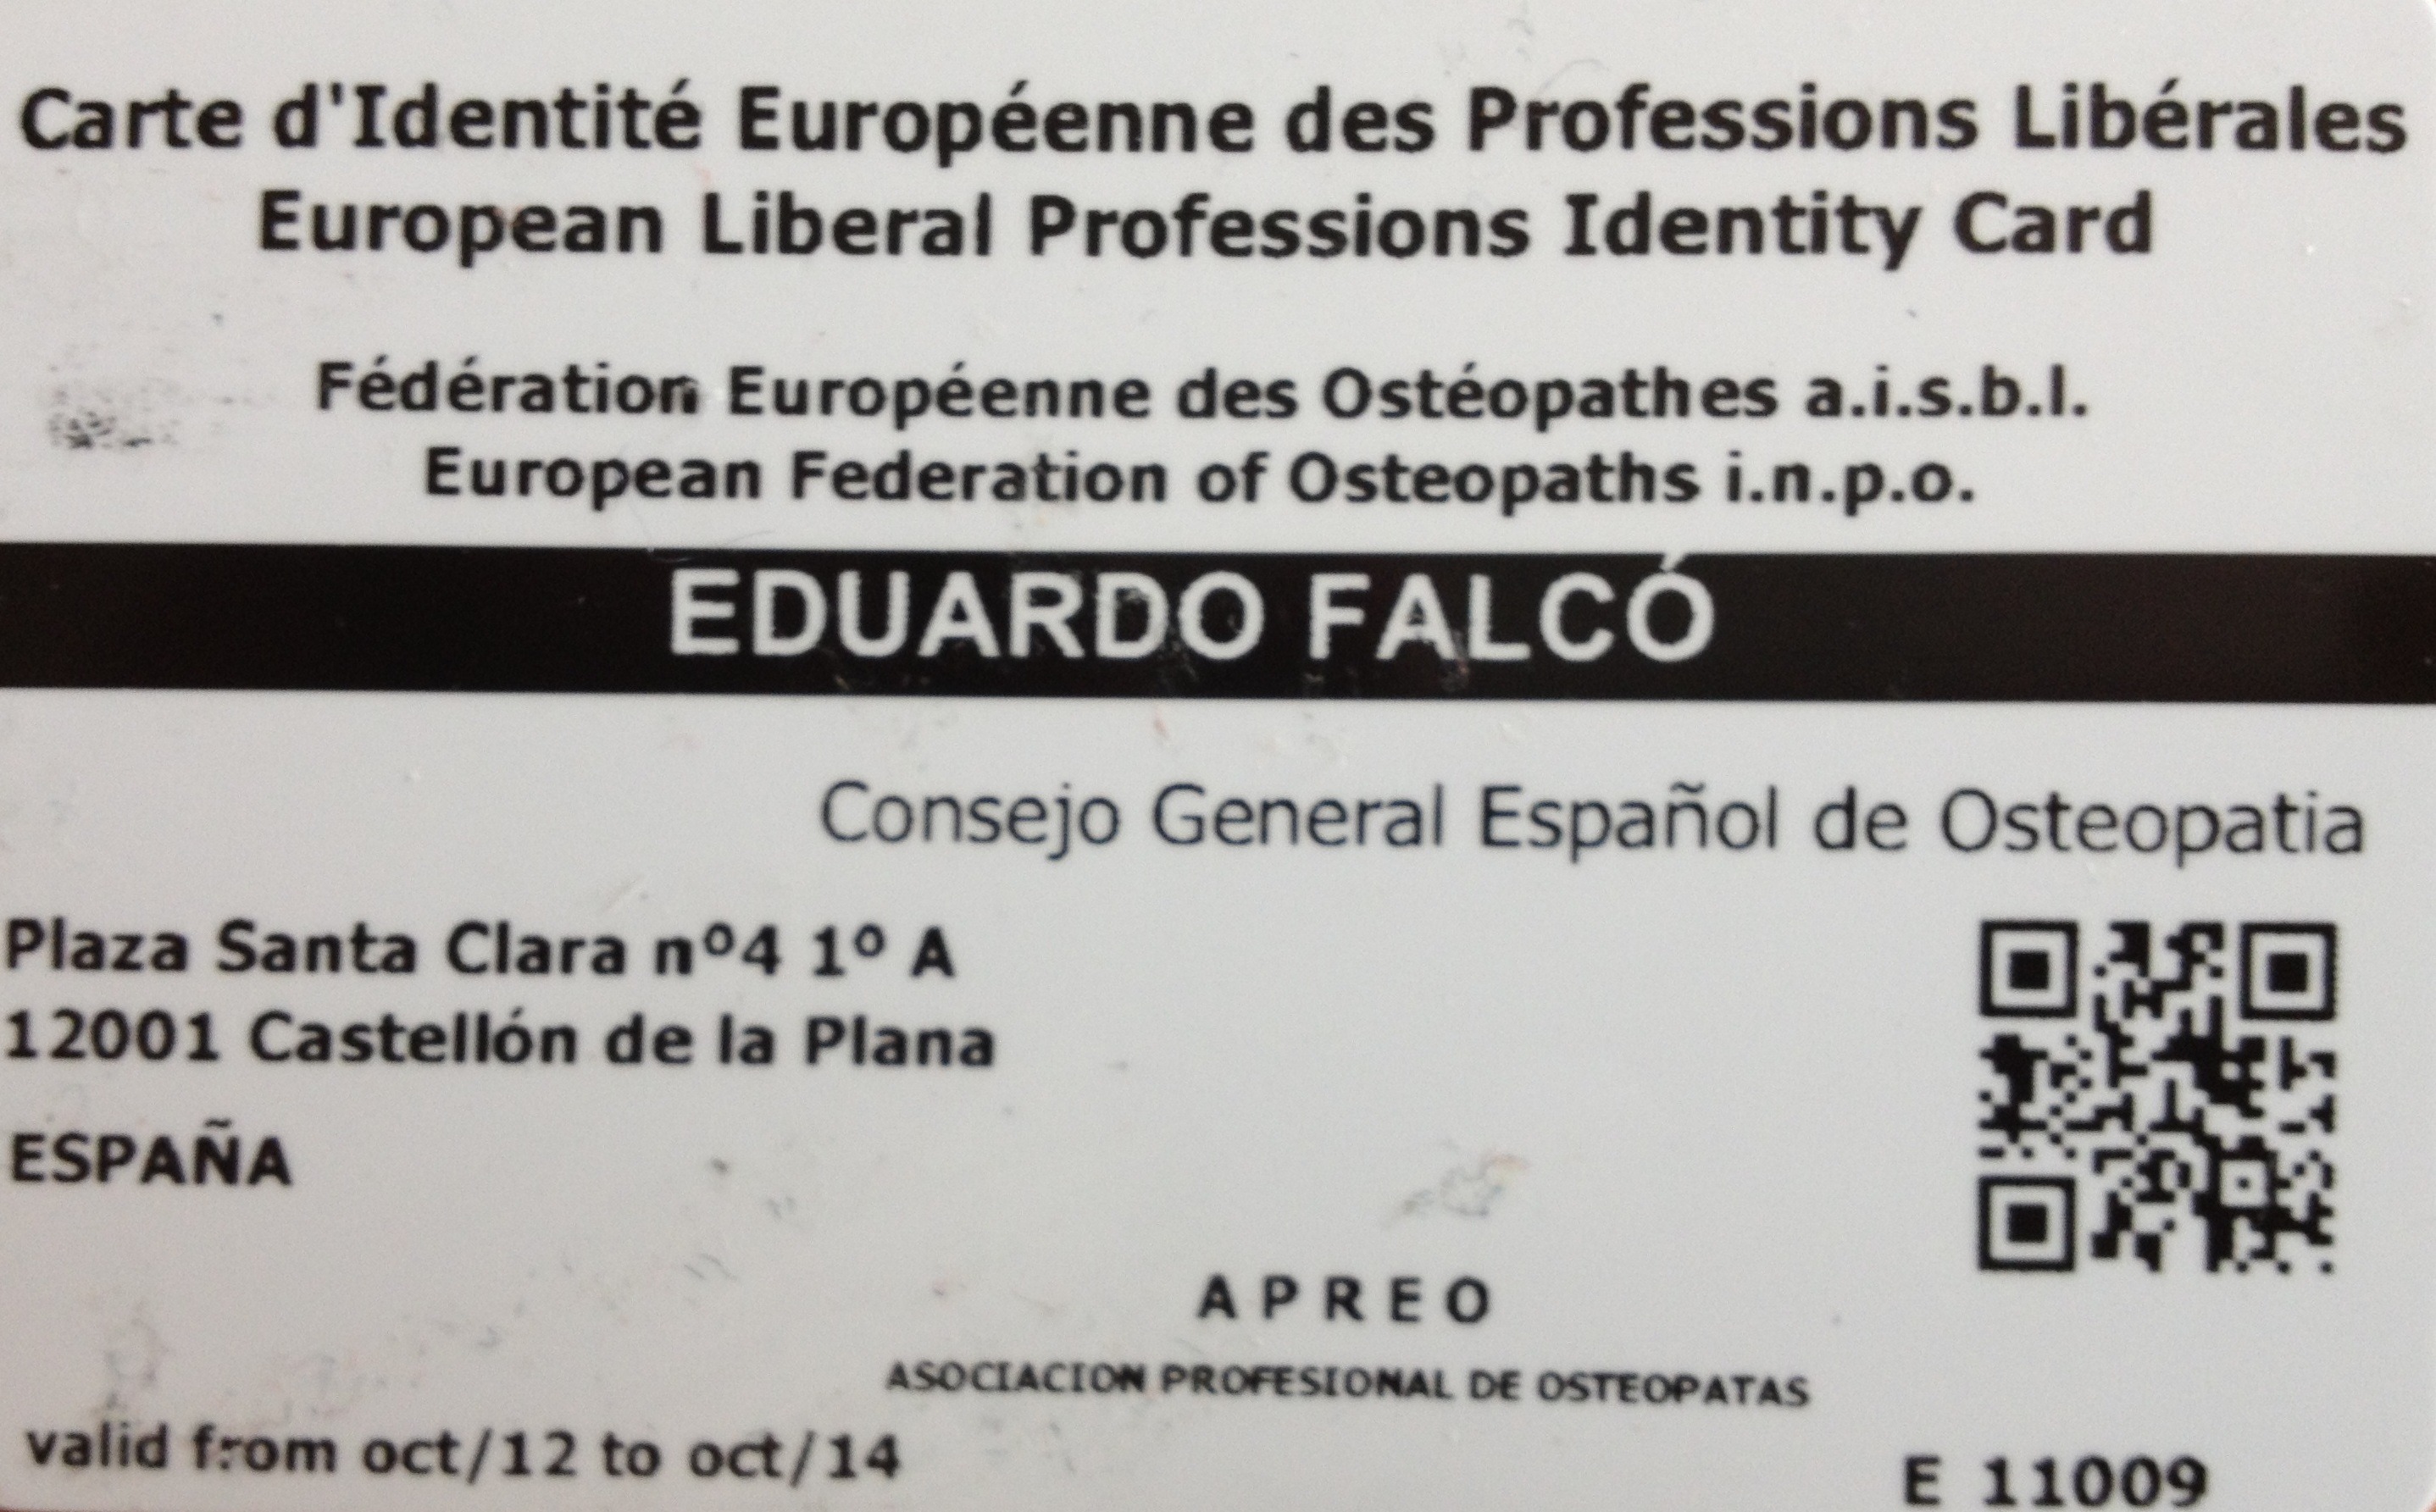 Carte d'Identité Européenne des Professions Libérales
European Liberal Professions Identity Card
Fédération Européenne des Ostéopathes a.i.s.b.l.
European Federation of Osteopaths i.n.p.o.
EDUARDO FALCÓ
Consejo General Español de Osteopatia
Plaza Santa Clara nº4 1º A
12001 Castellón de la Plana
ESPAÑA
A P R E O
ASOCIACION PROFESIONAL DE OSTEOPATAS
valid from oct/12 to oct/14
E 11009